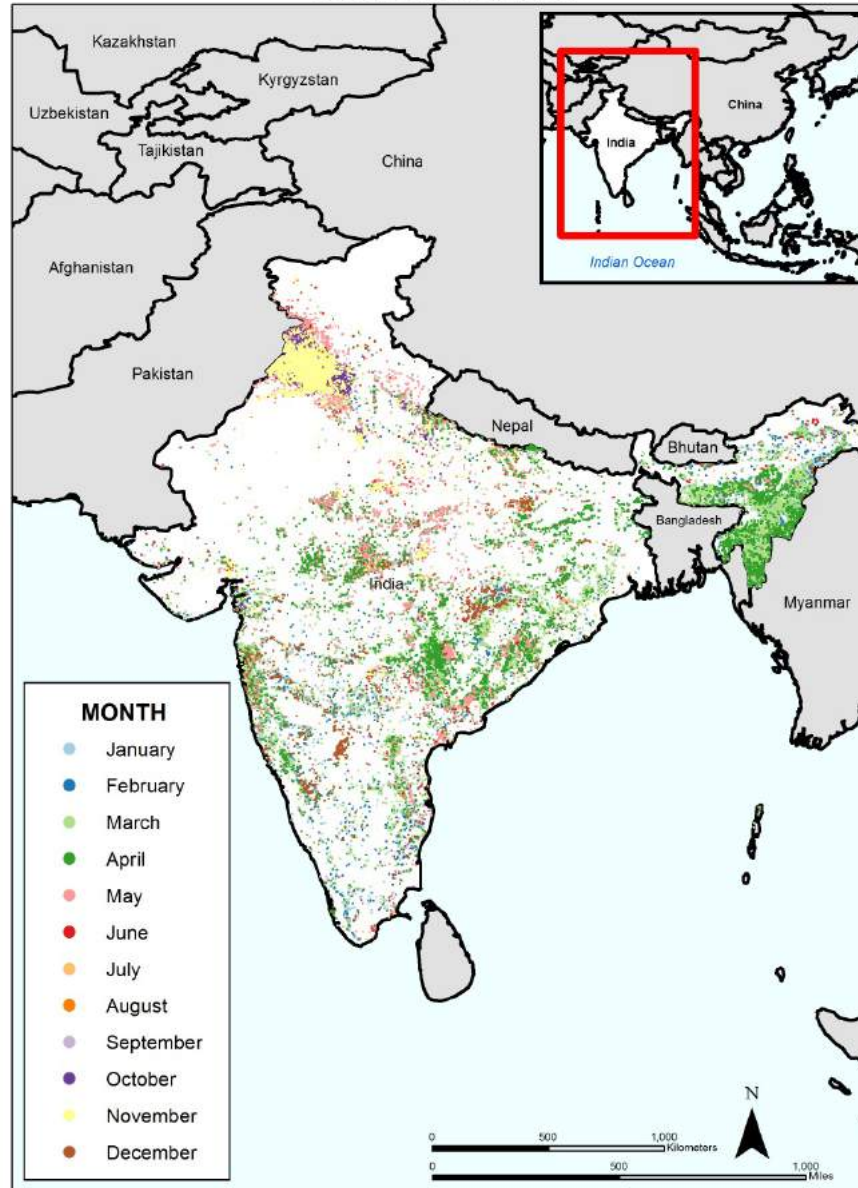 Kazakhstan
Kyrgyzstan
Uzbekistan
Tajikistan
China
Afghanistan
Pakistan
Nepal
Bhutan
Bangladesh
India
Myanmar
China
India
Indian Ocean
MONTH
January
February
March
April
May
June
July
August
September
October
November
December
N
0 500 1,000
Kilometers
0 500 1,000
Miles